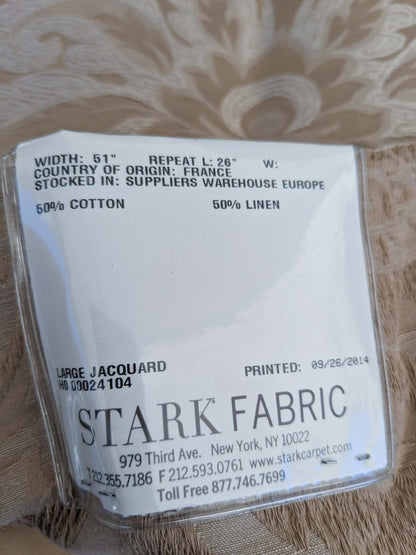 WIDTH: 51" REPEAT L: 26" W:
COUNTRY OF ORIGIN: FRANCE
STOCKED IN: SUPPLIERS WAREHOUSE EUROPE
50% COTTON 50% LINEN
LARGE JACQUARD PRINTED: 09/26/2014
H0 00024104
STARK FABRIC
979 Third Ave. New York, NY 10022
T 212.355.7186 F 212.593.0761 www.starkcarpet.com
Toll Free 877.746.7699